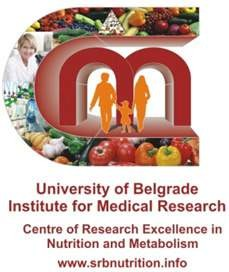 University of Belgrade
Institute for Medical Research
Centre of Research Excellence in
Nutrition and Metabolism
www.srbnutrition.info